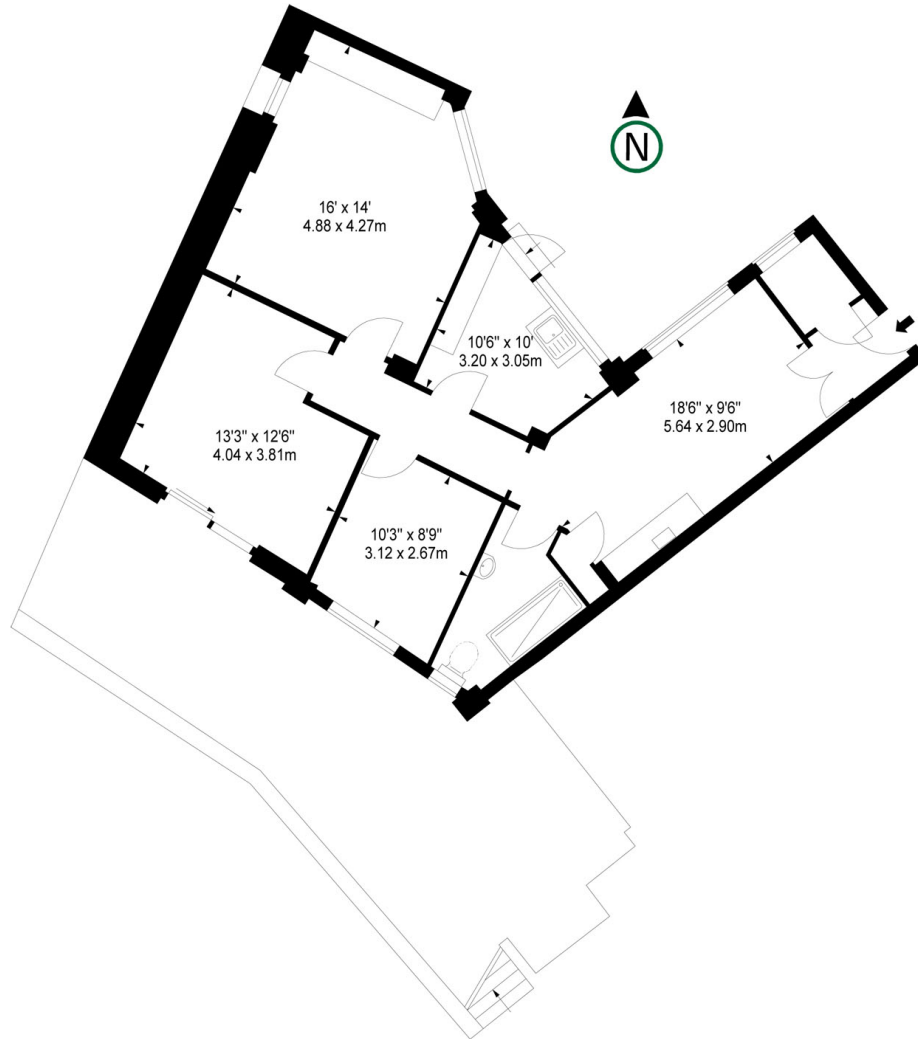 N
16' x 14'
4.88 x 4.27m
10'6" x 10'
3.20 x 3.05m
18'6" x 9'6"
5.64 x 2.90m
13'3" x 12'6"
4.04 x 3.81m
10'3" x 8'9"
3.12 x 2.67m